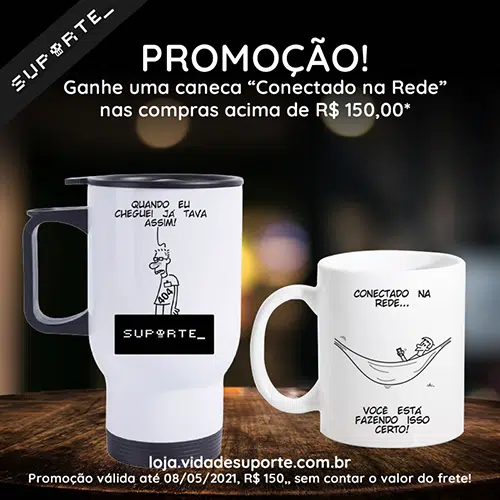 SUPORTE_
PROMOÇÃO!
Ganhe uma caneca “Conectado na Rede”
nas compras acima de R$ 150,00*
QUANDO EU
CHEGUEI JÁ TAVA
ASSIM!
404
SUPORTE_
CONECTADO NA
REDE...
VOCÊ ESTÁ
FAZENDO ISSO
CERTO!
loja.vidadesuporte.com.br
Promoção válida até 08/05/2021, R$ 150,, sem contar o valor do frete!